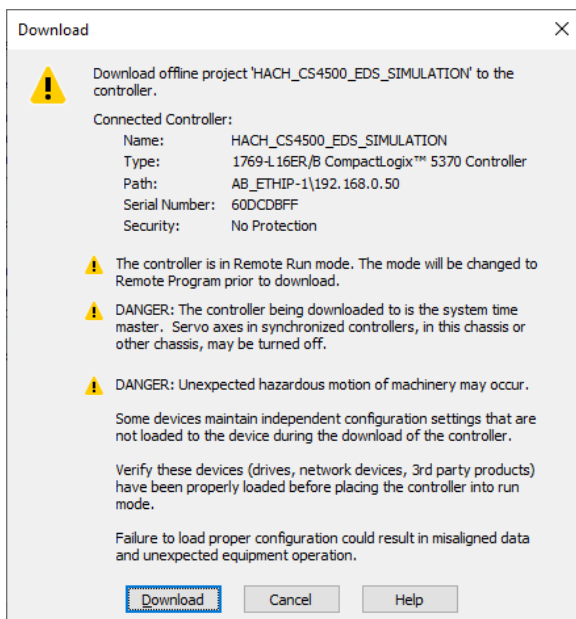 Download
Download offline project 'HACH_CS4500_EDS_SIMULATION' to the
controller.
Connected Controller:
Name: HACH_CS4500_EDS_SIMULATION
Type: 1769-L16ER/B CompactLogix™ 5370 Controller
Path: AB_ETHIP-1\192.168.0.50
Serial Number: 60DCDBFF
Security: No Protection
The controller is in Remote Run mode. The mode will be changed to
Remote Program prior to download.
DANGER: The controller being downloaded to is the system time
master. Servo axes in synchronized controllers, in this chassis or
other chassis, may be turned off.
DANGER: Unexpected hazardous motion of machinery may occur.
Some devices maintain independent configuration settings that are
not loaded to the device during the download of the controller.
Verify these devices (drives, network devices, 3rd party products)
have been properly loaded before placing the controller into run
mode.
Failure to load proper configuration could result in misaligned data
and unexpected equipment operation.
Download Cancel Help